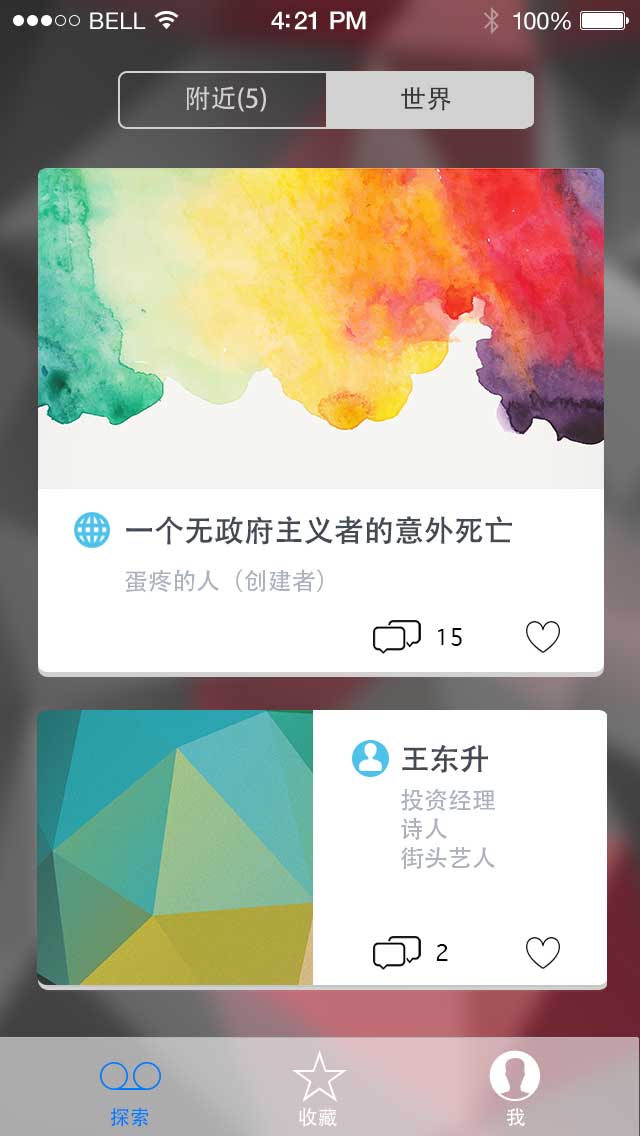 BELL 4:21 PM 100%
附近(5) 世界
一个无政府主义者的意外死亡
蛋疼的人（创建者）
15
王东升
投资经理
诗人
街头艺人
2
探索 收藏 我